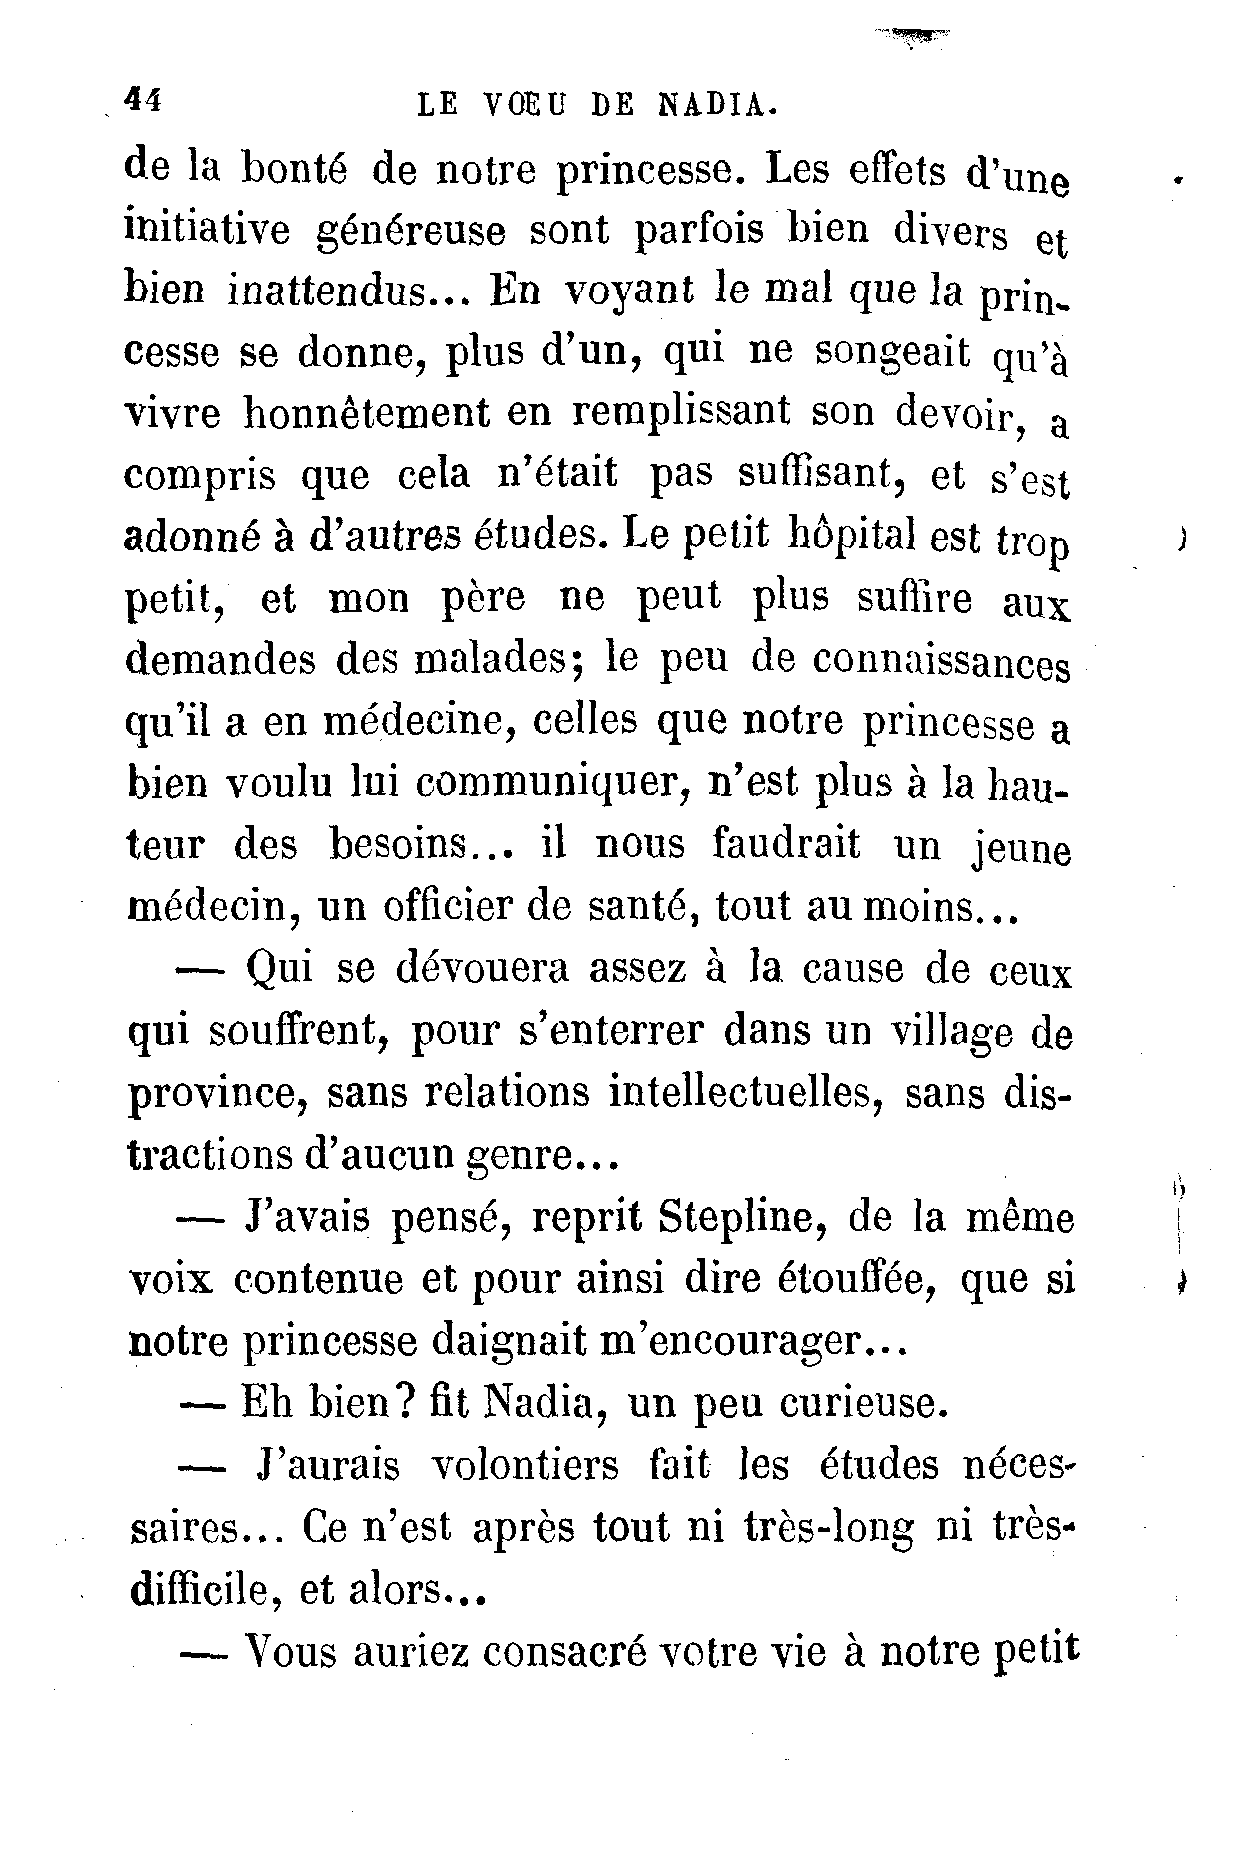 44 LE VŒU DE NADIA.
de la bonté de notre princesse. Les effets d'une
initiative généreuse sont parfois bien divers et
bien inattendus... En voyant le mal que la prin-
cesse se donne, plus d'un, qui ne songeait qu'à
vivre honnêtement en remplissant son devoir, a
compris que cela n'était pas suffisant, et s'est
adonné à d'autres études. Le petit hôpital est trop
petit, et mon père ne peut plus suffire aux
demandes des malades; le peu de connaissances
qu'il a en médecine, celles que notre princesse a
bien voulu lui communiquer, n'est plus à la hau-
teur des besoins... il nous faudrait un jeune
médecin, un officier de santé, tout au moins...
— Qui se dévouera assez à la cause de ceux
qui souffrent, pour s'enterrer dans un village de
province, sans relations intellectuelles, sans dis-
tractions d'aucun genre...
— J'avais pensé, reprit Stepline, de la même
voix contenue et pour ainsi dire étouffée, que si
notre princesse daignait m'encourager...
— Eh bien? fit Nadia, un peu curieuse.
— J'aurais volontiers fait les études néces-
saires... Ce n'est après tout ni très-long ni très-
difficile, et alors...
— Vous auriez consacré votre vie à notre petit